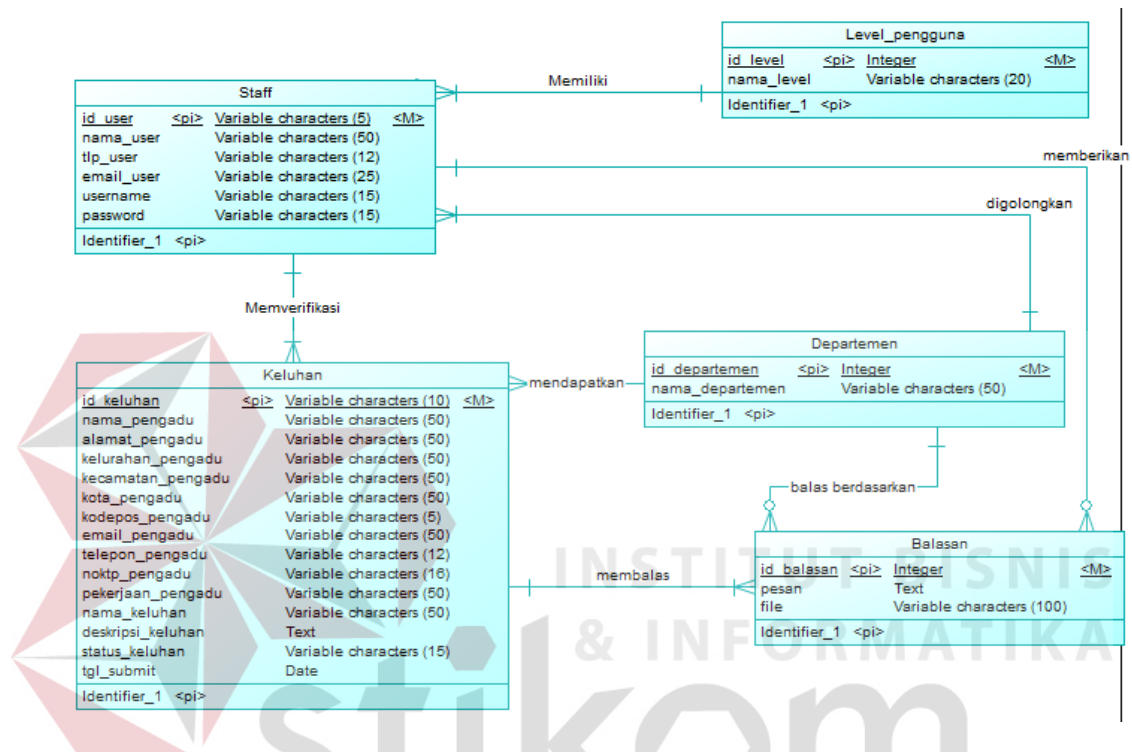 Level_pengguna
id_level <pi> Integer <M>
nama_level Variable characters (20)
Identifier_1 <pi>
Memiliki
Staff
id_user <pi> Variable characters (5) <M>
nama_user Variable characters (50)
tlp_user Variable characters (12)
email_user Variable characters (25)
username Variable characters (15)
password Variable characters (15)
Identifier_1 <pi>
memberikan
digolongkan
Memverifikasi
Departemen
id_departemen <pi> Integer <M>
nama_departemen Variable characters (50)
Identifier_1 <pi>
mendapatkan
Keluhan
id_keluhan <pi> Variable characters (10) <M>
nama_pengadu Variable characters (50)
alamat_pengadu Variable characters (50)
kelurahan_pengadu Variable characters (50)
kecamatan_pengadu Variable characters (50)
kota_pengadu Variable characters (50)
kodepos_pengadu Variable characters (5)
email_pengadu Variable characters (50)
telepon_pengadu Variable characters (12)
noktp_pengadu Variable characters (16)
pekerjaan_pengadu Variable characters (50)
nama_keluhan Variable characters (50)
deskripsi_keluhan Text
status_keluhan Variable characters (15)
tgl_submit Date
Identifier_1 <pi>
balas berdasarkan
membalas
Balasan
id_balasan <pi> Integer <M>
pesan Text
file Variable characters (100)
Identifier_1 <pi>
INSTITUT BISNIS
& INFORMATIKA
stikom